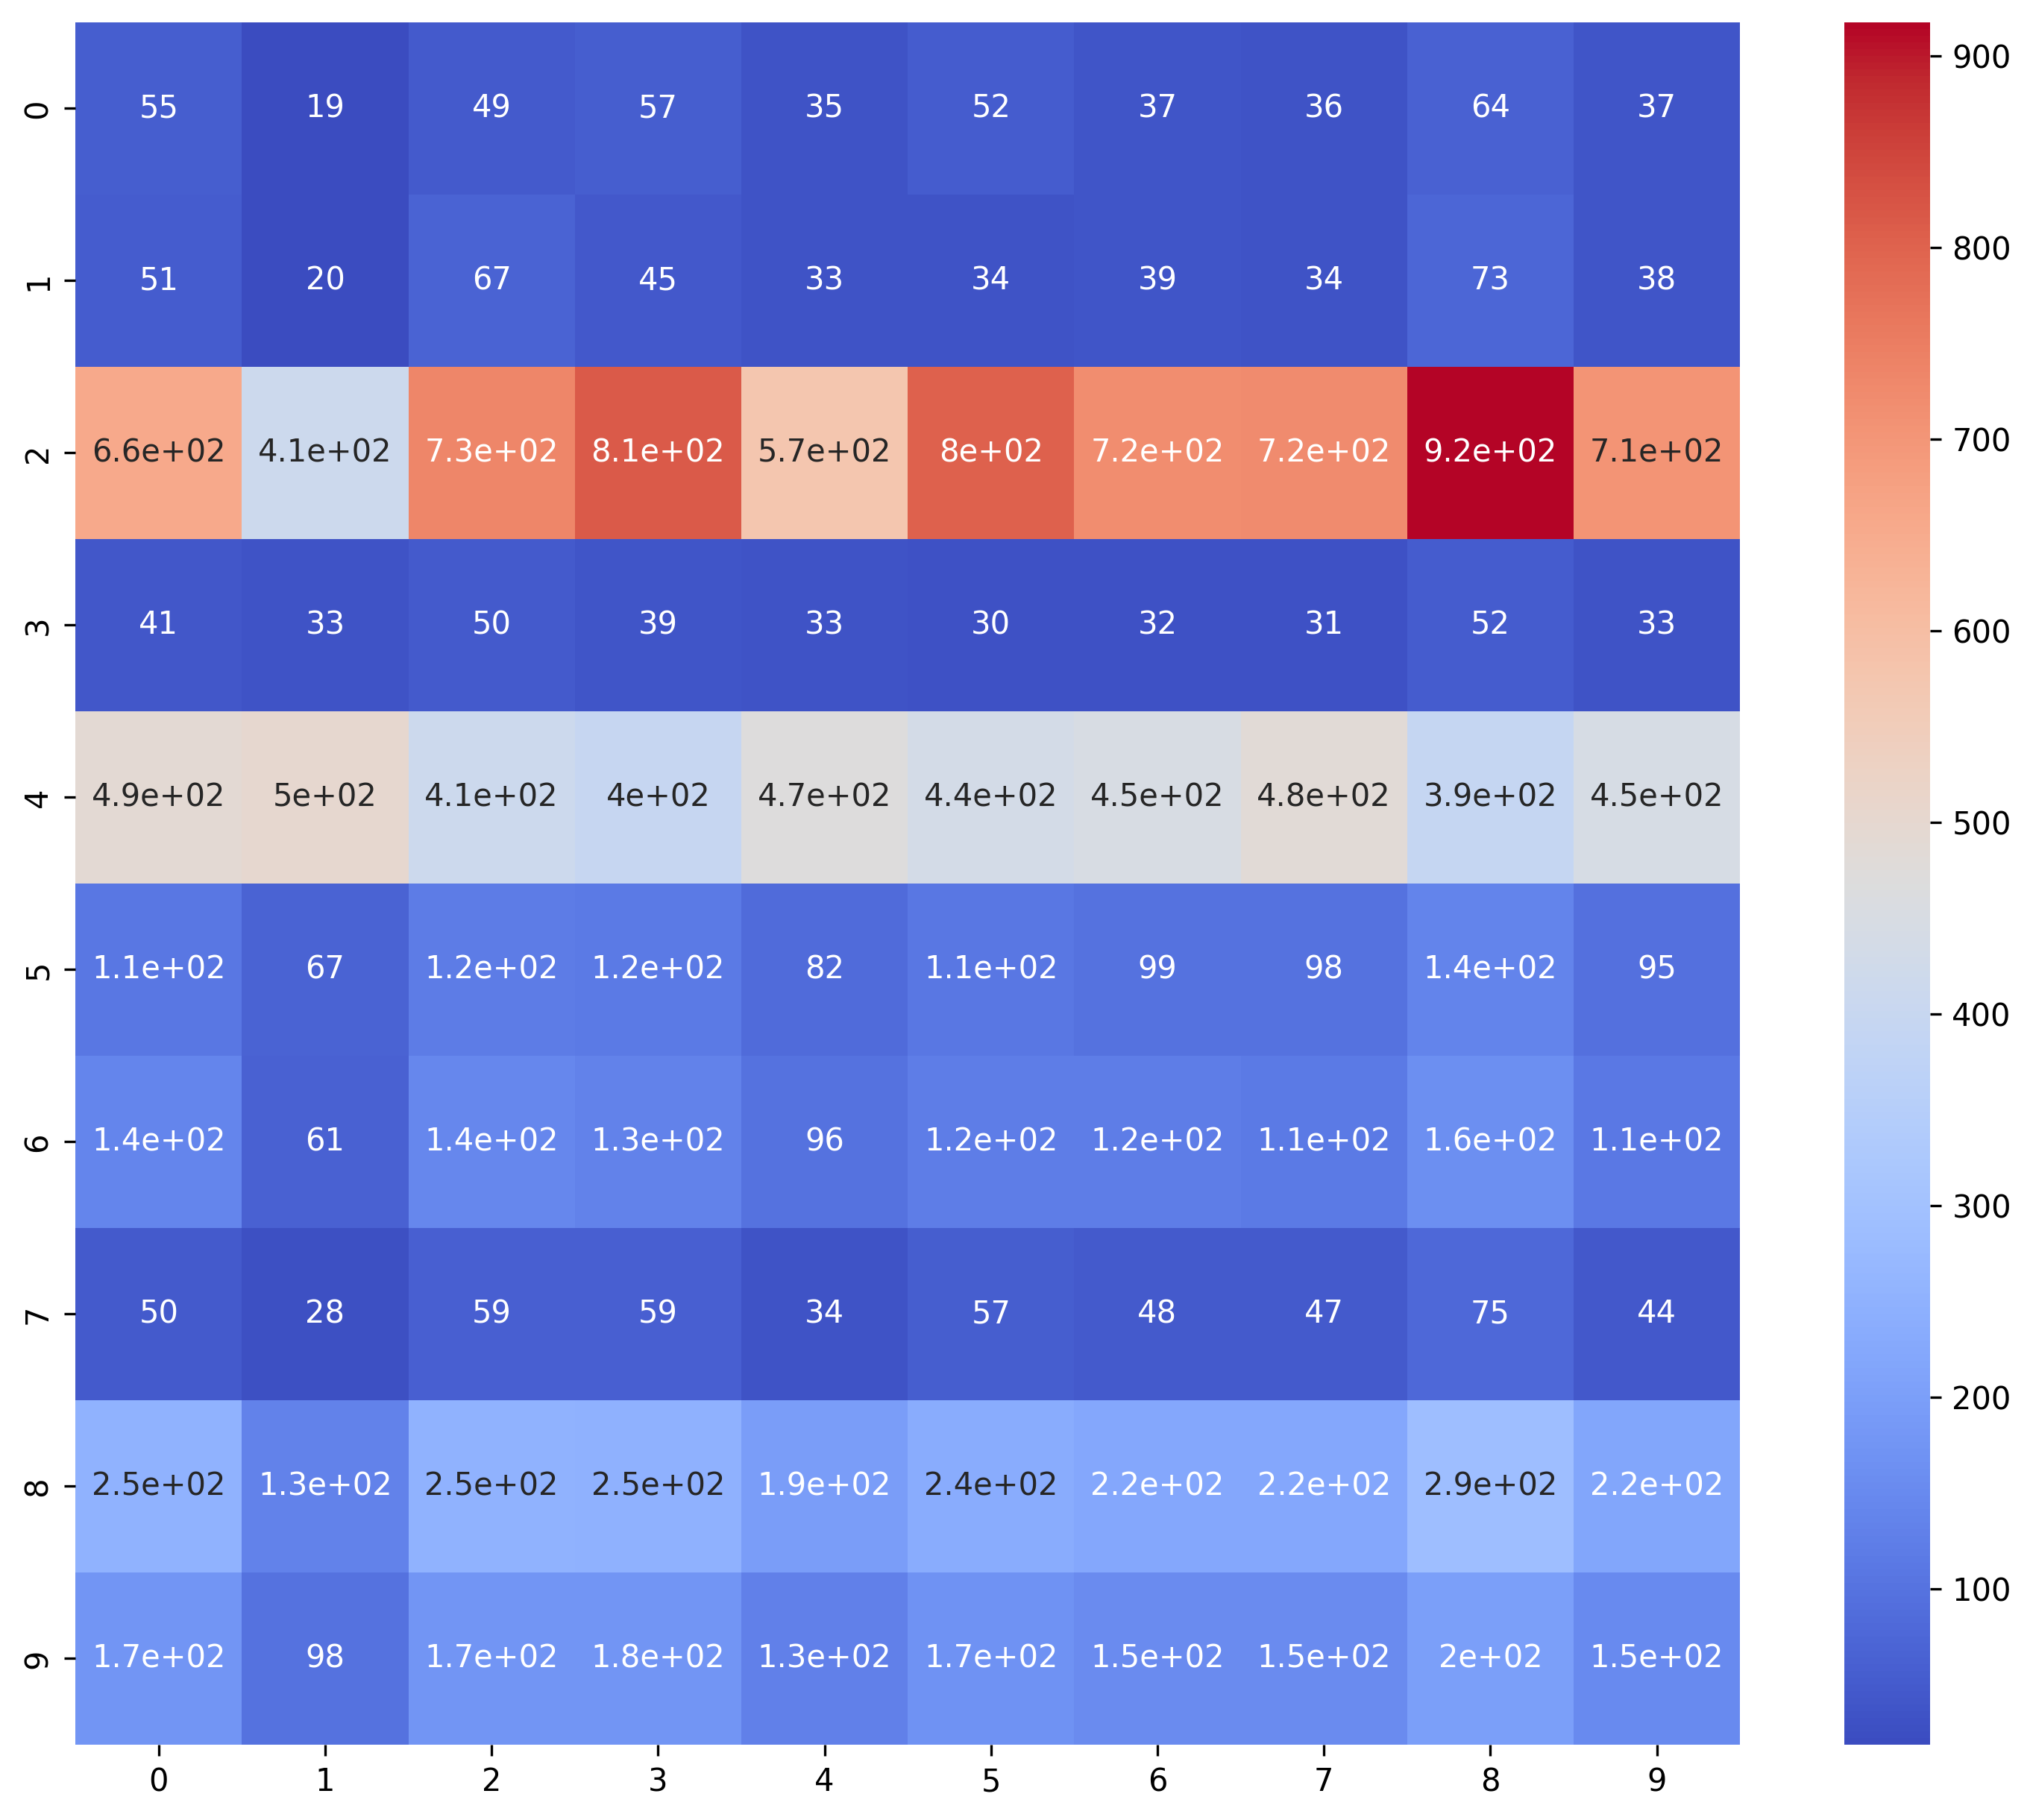 0 55 19 49 57 35 52 37 36 64 37
1 51 20 67 45 33 34 39 34 73 38
2 6.6e+02 4.1e+02 7.3e+02 8.1e+02 5.7e+02 8e+02 7.2e+02 7.2e+02 9.2e+02 7.1e+02
3 41 33 50 39 33 30 32 31 52 33
4 4.9e+02 5e+02 4.1e+02 4e+02 4.7e+02 4.4e+02 4.5e+02 4.8e+02 3.9e+02 4.5e+02
5 1.1e+02 67 1.2e+02 1.2e+02 82 1.1e+02 99 98 1.4e+02 95
6 1.4e+02 61 1.4e+02 1.3e+02 96 1.2e+02 1.2e+02 1.1e+02 1.6e+02 1.1e+02
7 50 28 59 59 34 57 48 47 75 44
8 2.5e+02 1.3e+02 2.5e+02 2.5e+02 1.9e+02 2.4e+02 2.2e+02 2.2e+02 2.9e+02 2.2e+02
9 1.7e+02 98 1.7e+02 1.8e+02 1.3e+02 1.7e+02 1.5e+02 1.5e+02 2e+02 1.5e+02
0 1 2 3 4 5 6 7 8 9
900
800
700
600
500
400
300
200
100